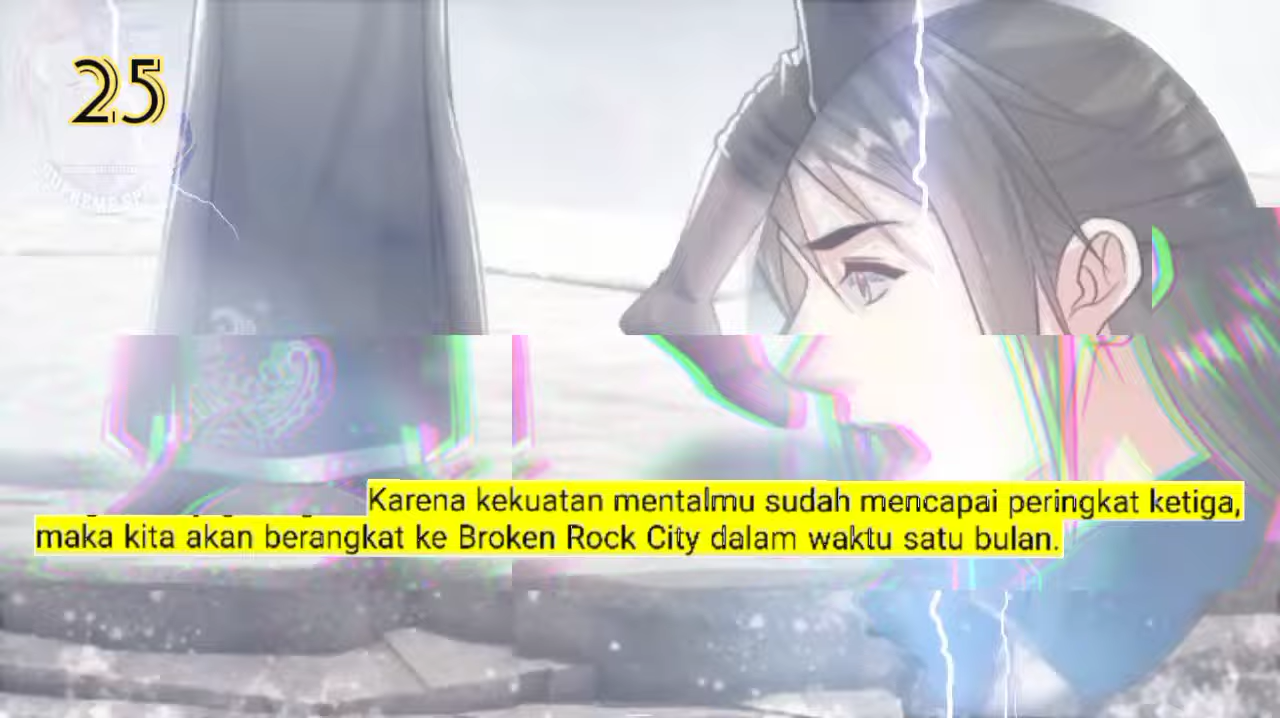 25
Karena kekuatan mentalmu sudah mencapai peringkat ketiga,
maka kita akan berangkat ke Broken Rock City dalam waktu satu bulan.